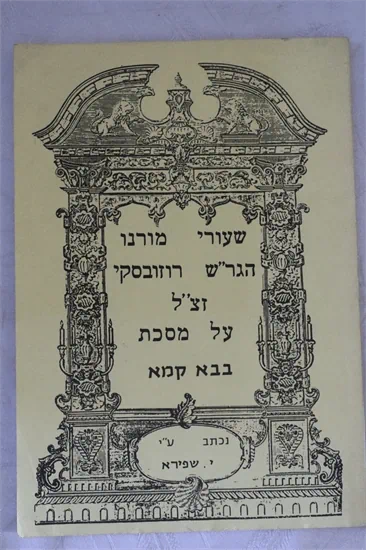 שעורי מורנו
הגר"ש רוזובסקי
זצ"ל
על מסכת
בבא קמא
נכתב ע"י
י. שפירא